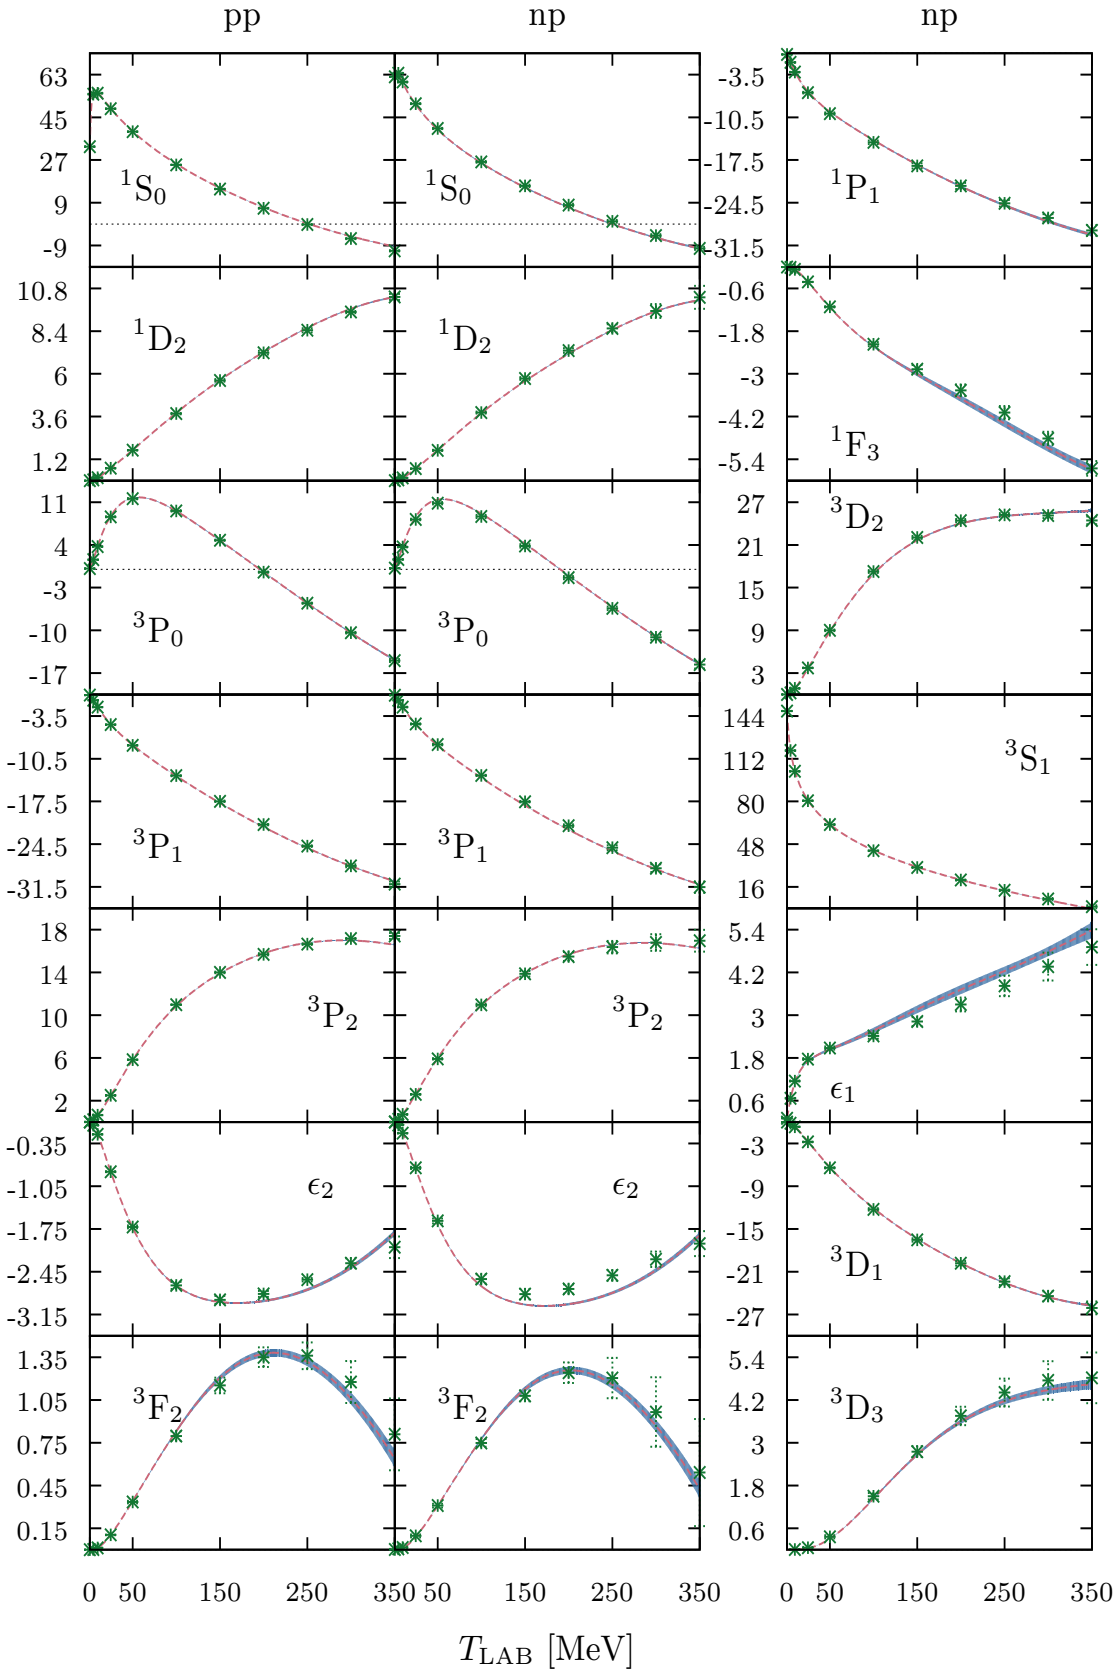 pp np np
63
45
27
9
-9
¹S₀
¹S₀
-3.5
-10.5
-17.5
-24.5
-31.5
¹P₁
10.8
8.4
6
3.6
1.2
¹D₂
¹D₂
-0.6
-1.8
-3
-4.2
-5.4
¹F₃
11
4
-3
-10
-17
³P₀
³P₀
27
21
15
9
3
³D₂
-3.5
-10.5
-17.5
-24.5
-31.5
³P₁
³P₁
144
112
80
48
16
³S₁
18
14
10
6
2
³P₂
³P₂
5.4
4.2
3
1.8
0.6
ϵ₁
-0.35
-1.05
-1.75
-2.45
-3.15
ϵ₂
ϵ₂
-3
-9
-15
-21
-27
³D₁
1.35
1.05
0.75
0.45
0.15
³F₂
³F₂
5.4
4.2
3
1.8
0.6
³D₃
0 50 150 250 350 50 150 250 350 0 50 150 250 350
T_LAB [MeV]